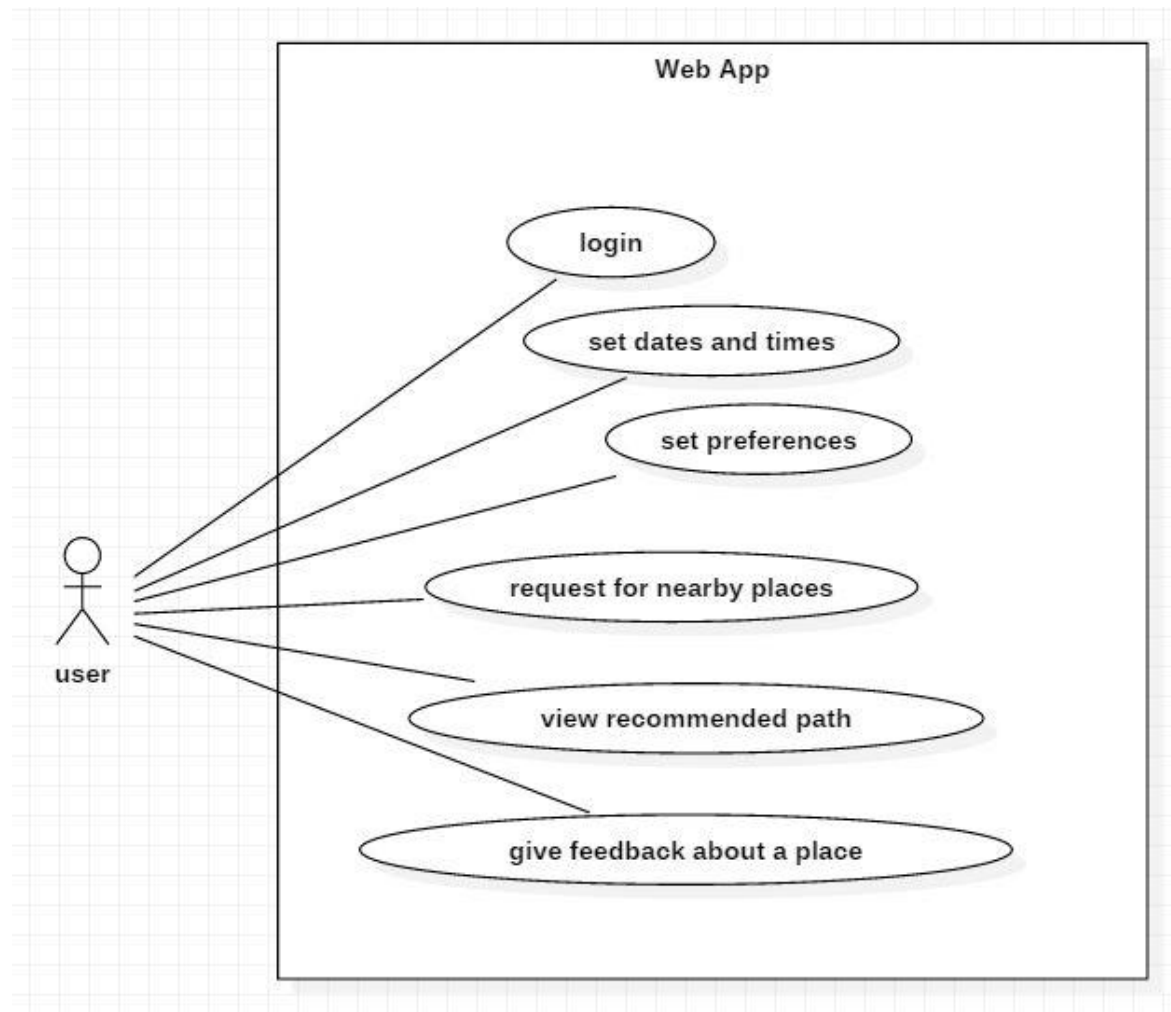 Web App
login
set dates and times
set preferences
request for nearby places
user
view recommended path
give feedback about a place